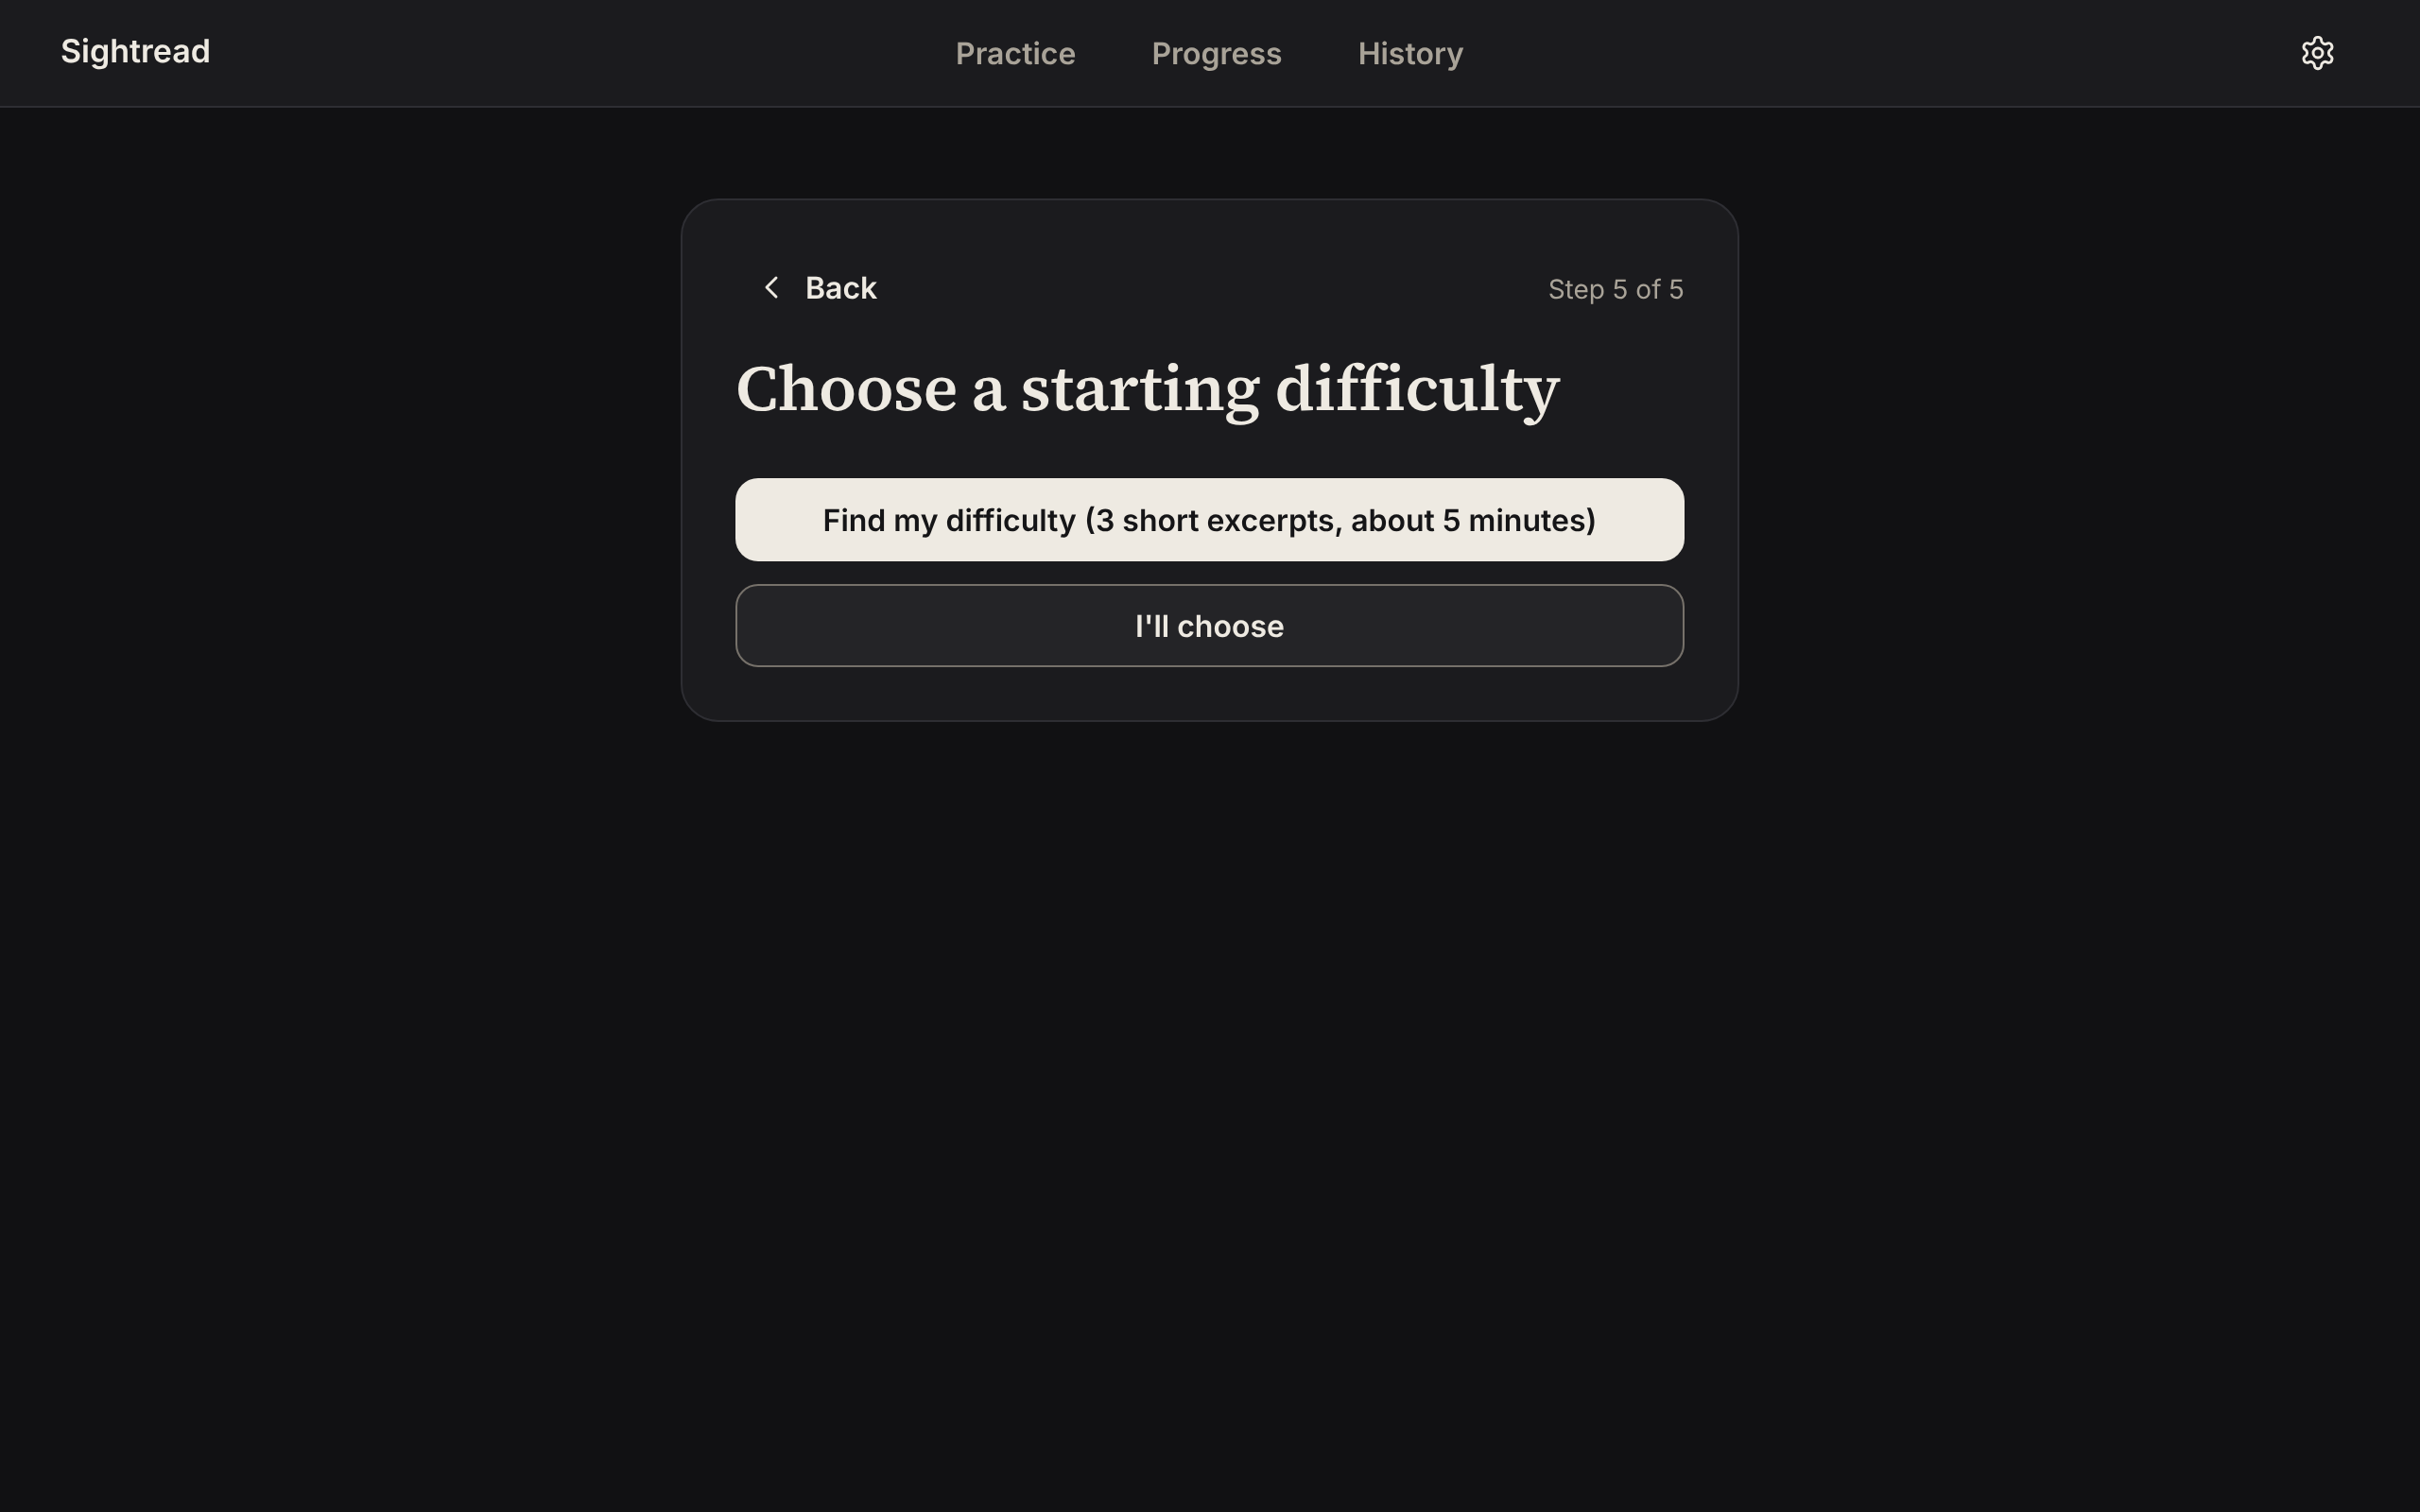 Sightread
Practice
Progress
History
Back
Step 5 of 5
Choose a starting difficulty
Find my difficulty (3 short excerpts, about 5 minutes)
I'll choose